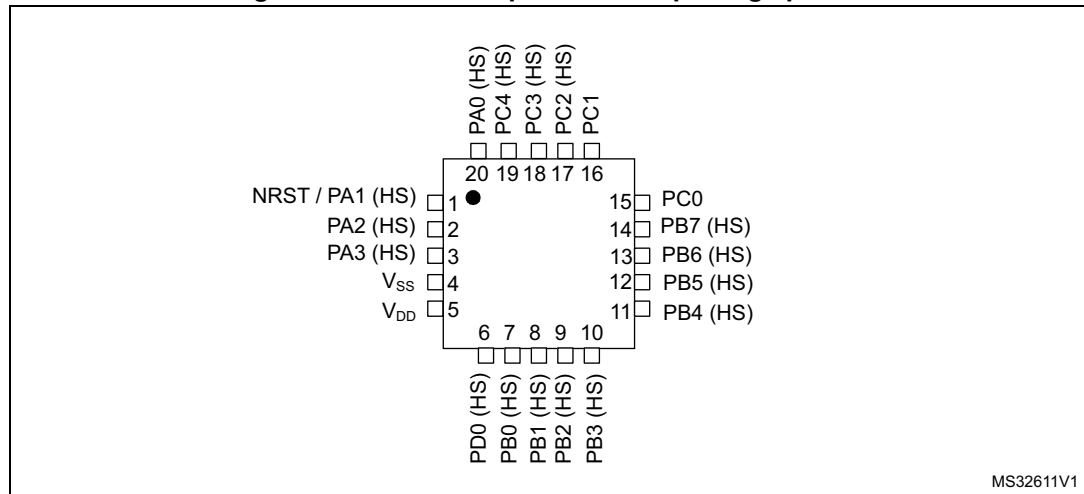 PA0 (HS)
PC4 (HS)
PC3 (HS)
PC2 (HS)
PC1
20 19 18 17 16
NRST / PA1 (HS) 1
PA2 (HS) 2
PA3 (HS) 3
VSS 4
VDD 5
15 PC0
14 PB7 (HS)
13 PB6 (HS)
12 PB5 (HS)
11 PB4 (HS)
6 7 8 9 10
PD0 (HS)
PB0 (HS)
PB1 (HS)
PB2 (HS)
PB3 (HS)
MS32611V1